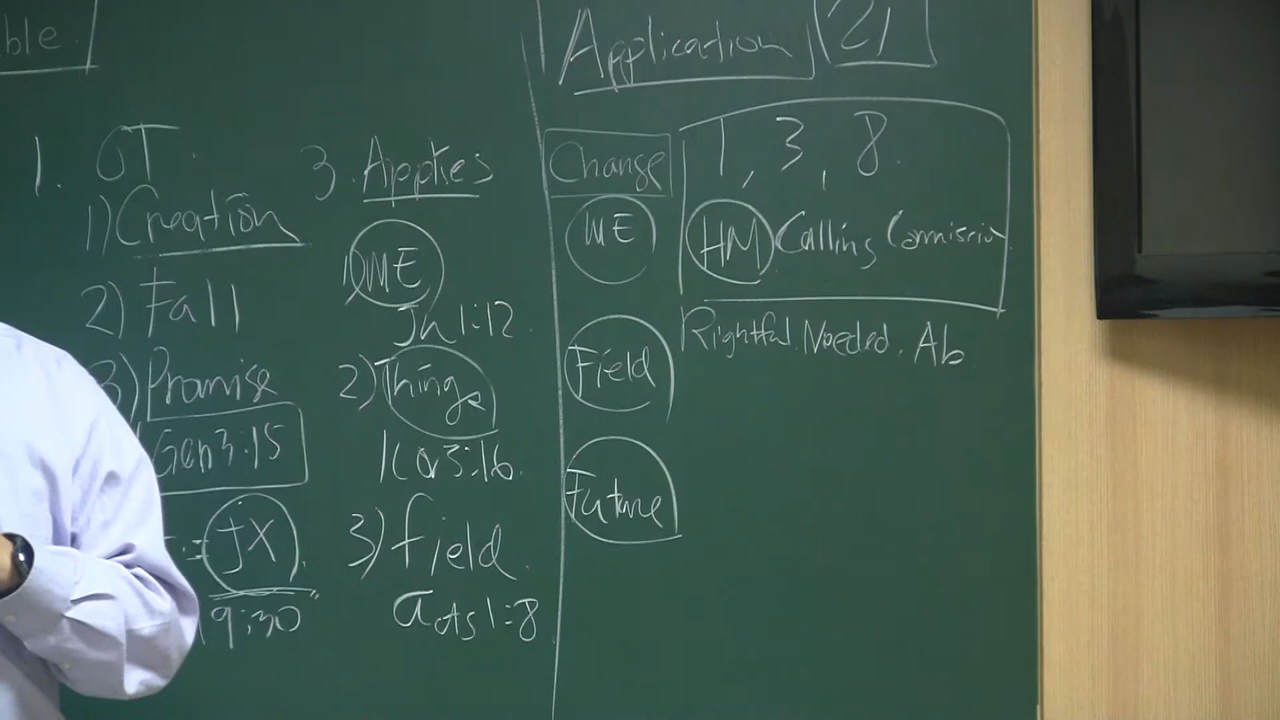 ble
1. OT
1) Creation
2) Fall
3) Promise
Gen3:15
= JX
19:30
3. Applies
1) ME
Jn 1:12
2) Things
1Cor3:16
3) field
acts 1:8
Application 21
Change
1, 3, 8.
ME
HM Calling Commission
Field
Rightful. Needed. Ab
Future